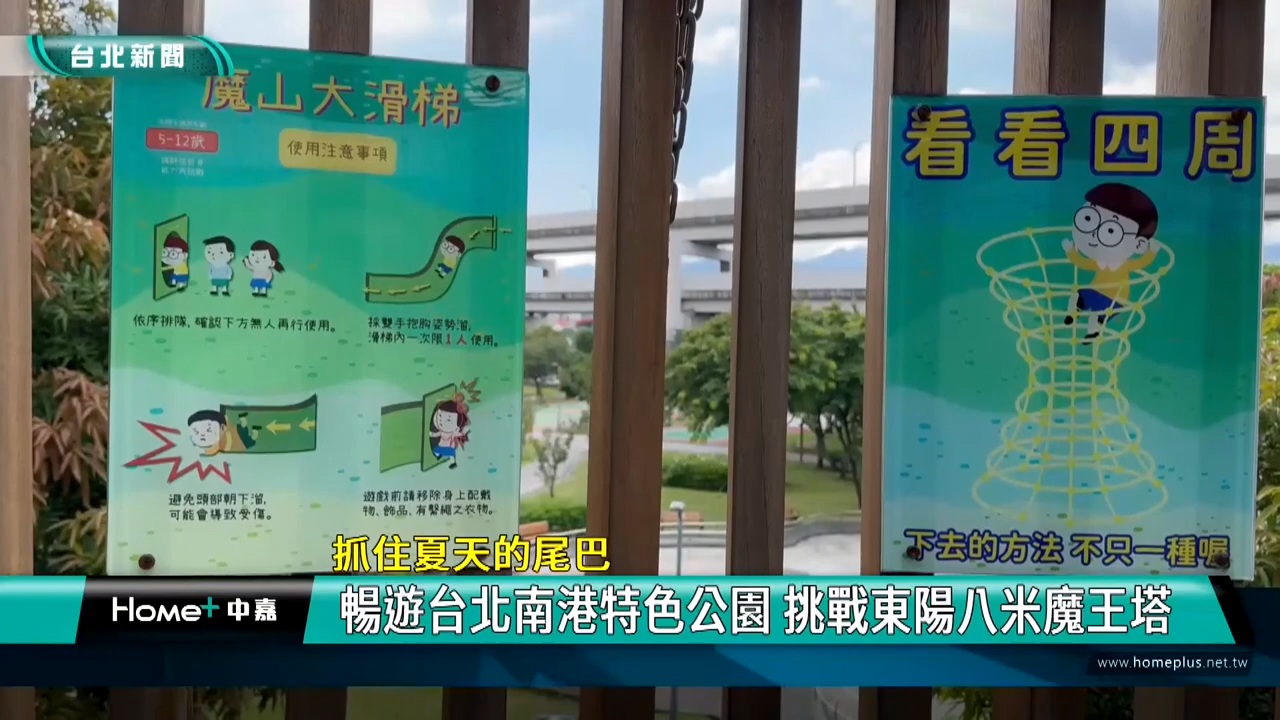 台北新聞
魔山大滑梯
5-12歲
使用注意事項
依序排隊,確認下方無人再行使用。
採雙手抱胸姿勢溜,
滑梯內一次限1人使用。
避免頭部朝下溜,
可能會導致受傷。
遊戲前請移除身上配戴
物、飾品、有繫繩之衣物。
看看四周
下去的方法 不只一種喔
抓住夏天的尾巴
Home+中嘉
暢遊台北南港特色公園 挑戰東陽八米魔王塔
www.homeplus.net.tw